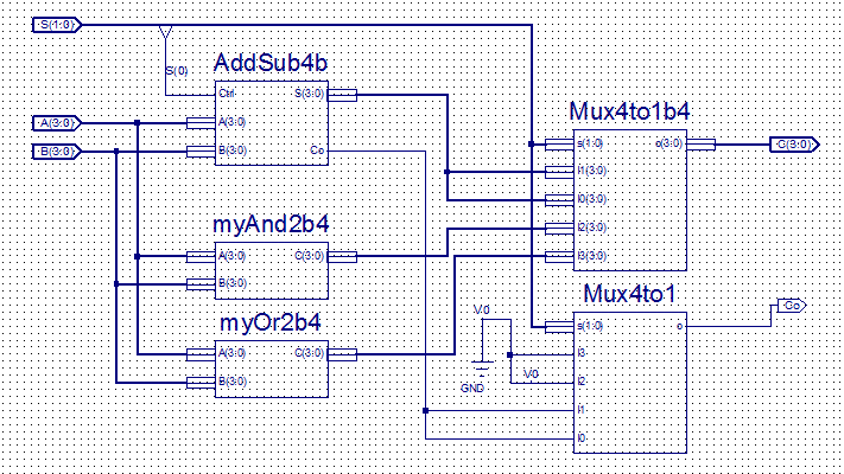 S(1:0)
AddSub4b
S(0)
Ctrl
S(3:0)
A(3:0)
A(3:0)
B(3:0)
B(3:0)
Co
Mux4to1b4
s(1:0)
o(3:0)
C(3:0)
I1(3:0)
I0(3:0)
I2(3:0)
I3(3:0)
myAnd2b4
A(3:0)
C(3:0)
B(3:0)
myOr2b4
A(3:0)
C(3:0)
B(3:0)
Mux4to1
V0
s(1:0)
o
Co
I3
V0
I2
GND
I1
I0